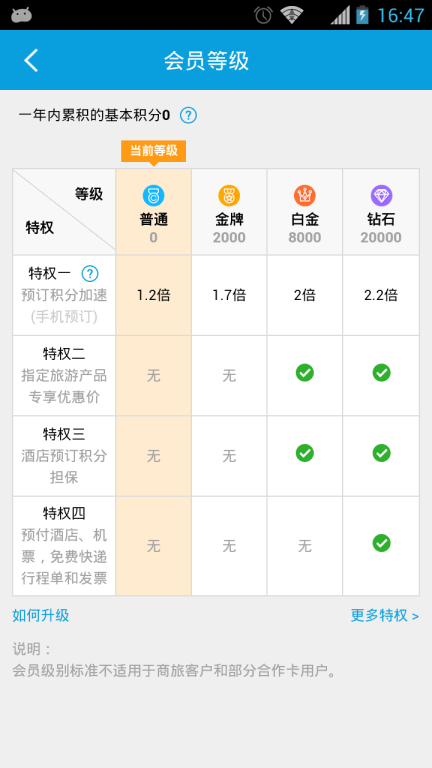 16:47
会员等级
一年内累积的基本积分0 ?
当前等级
等级
特权
普通
0
金牌
2000
白金
8000
钻石
20000
特权一 ?
预订积分加速
(手机预订)
1.2倍
1.7倍
2倍
2.2倍
特权二
指定旅游产品
专享优惠价
无
无
特权三
酒店预订积分
担保
无
无
特权四
预付酒店、机
票，免费快递
行程单和发票
无
无
无
如何升级
更多特权 >
说明：
会员级别标准不适用于商旅客户和部分合作卡用户。